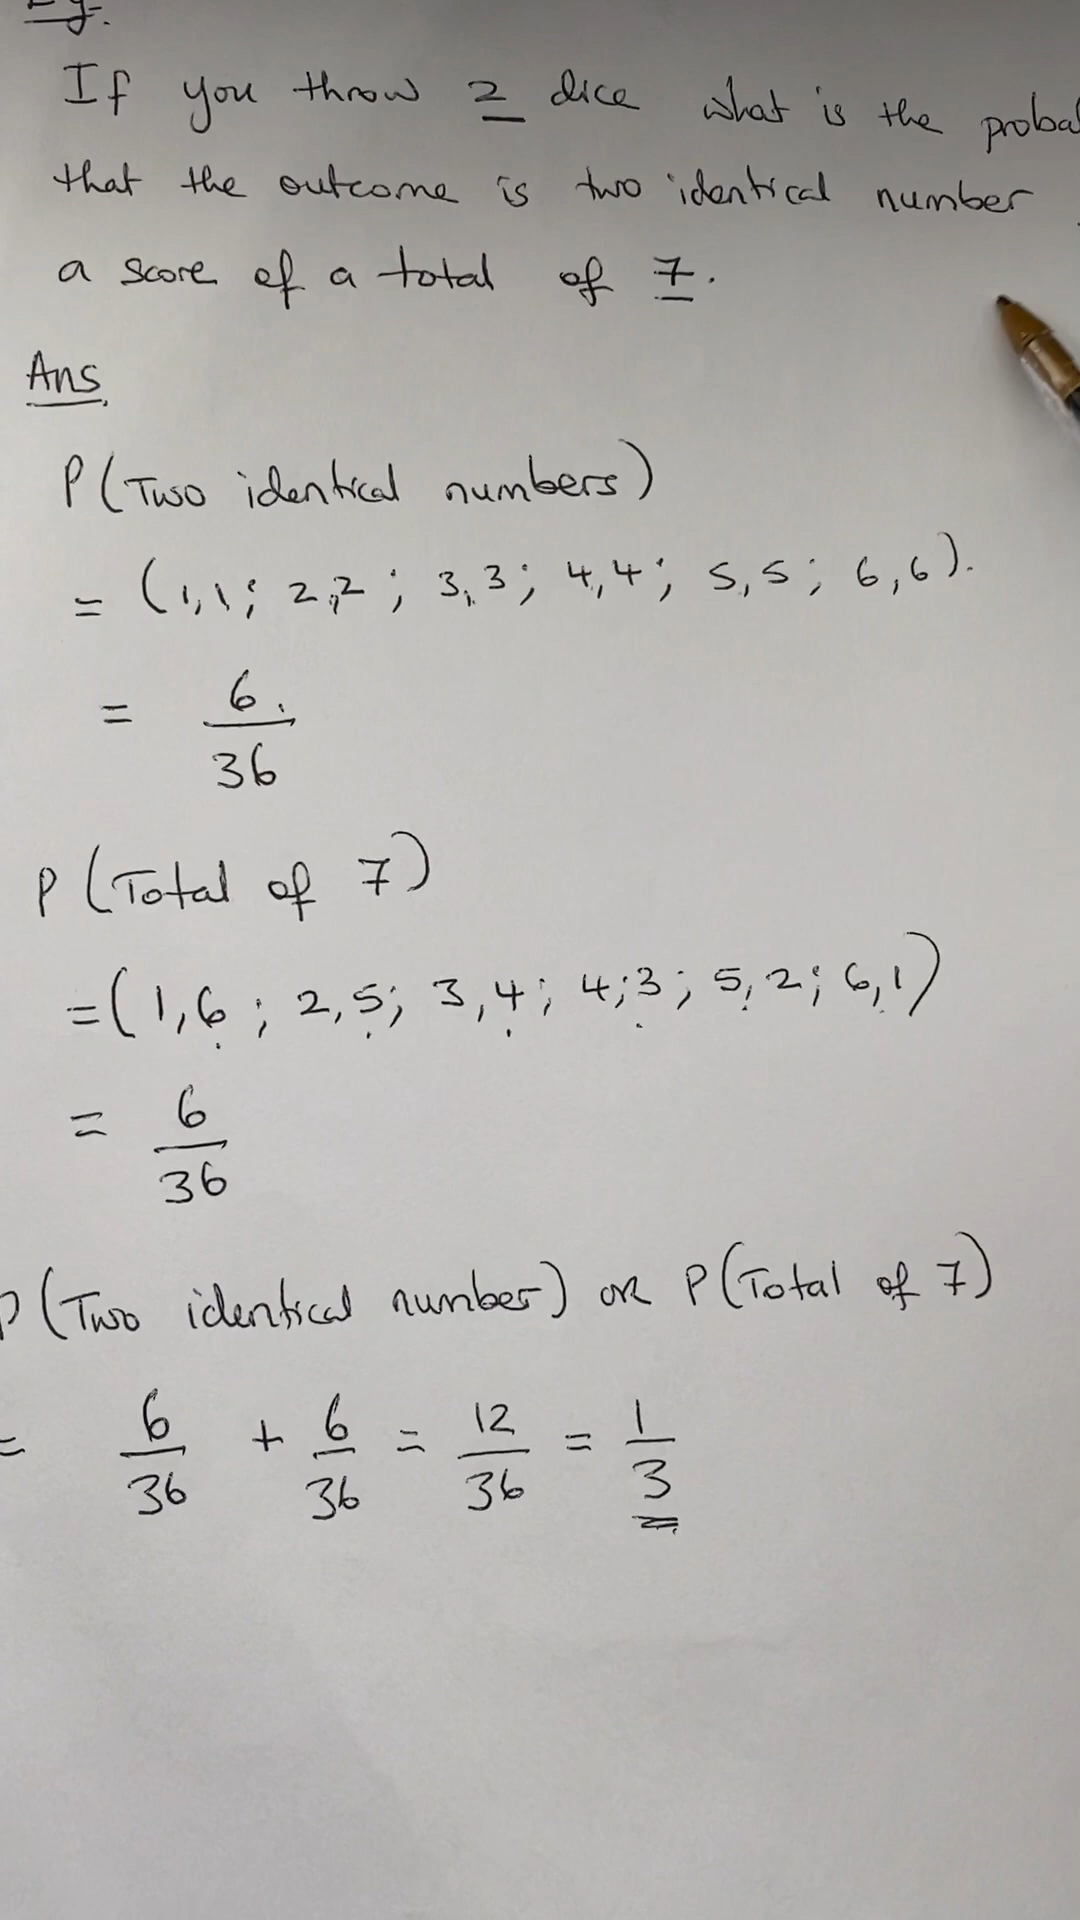 Eg.
If you throw 2 dice what is the proba
that the outcome is two identical number
a score of a total of 7.
Ans
P(Two identical numbers)
= (1,1; 2,2; 3,3; 4,4; 5,5; 6,6).
= 6/36
P(Total of 7)
=(1,6; 2,5; 3,4; 4;3; 5,2; 6,1)
= 6/36
P(Two identical number) or P(Total of 7)
= 6/36 + 6/36 = 12/36 = 1/3